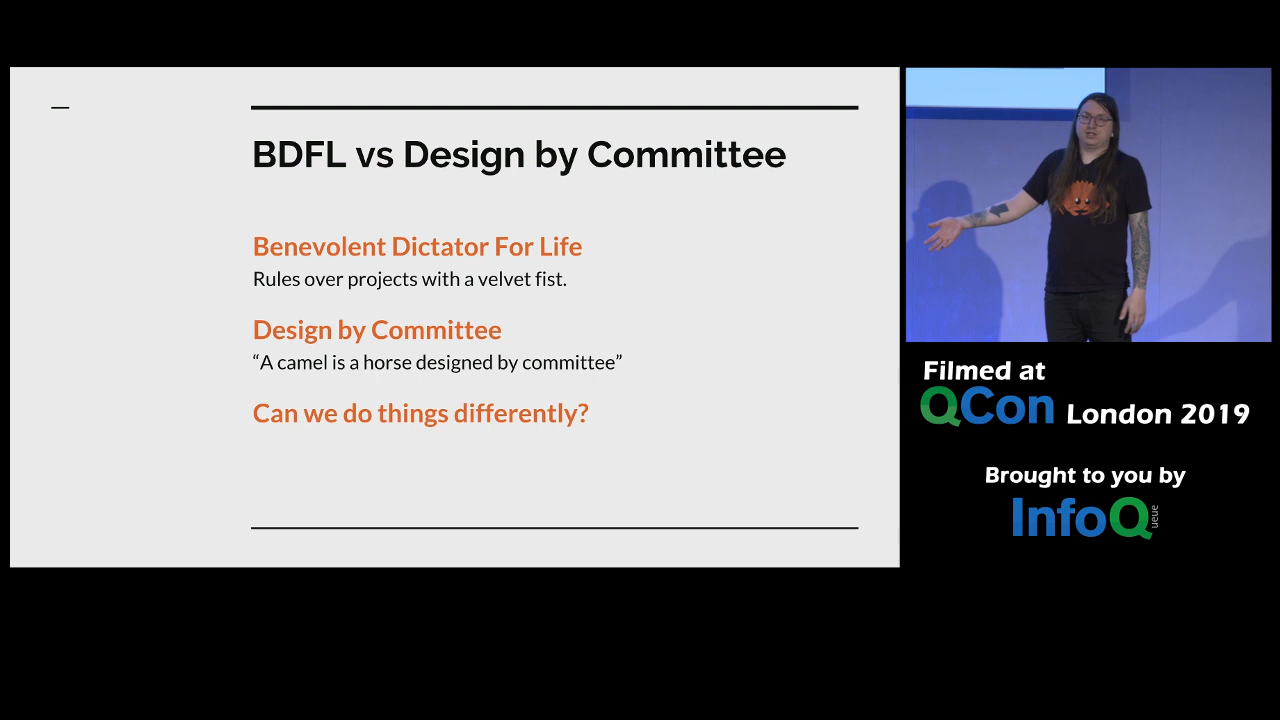 BDFL vs Design by Committee
Benevolent Dictator For Life
Rules over projects with a velvet fist.
Design by Committee
“A camel is a horse designed by committee”
Can we do things differently?
Filmed at
QCon London 2019
Brought to you by
InfoQ
ueue